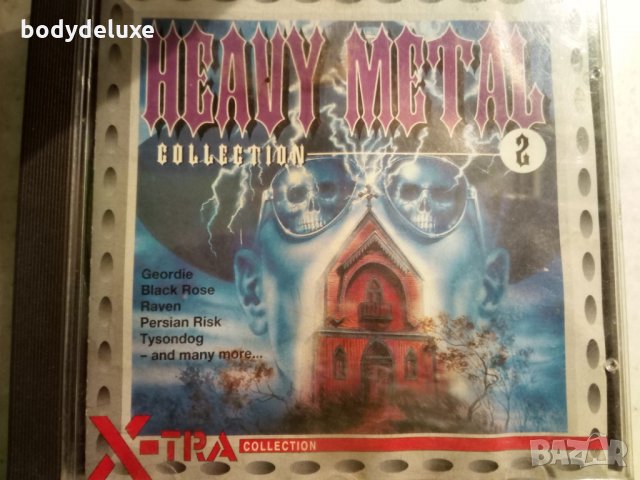 bodydeluxe
HEAVY METAL
COLLECTION
2
Geordie
Black Rose
Raven
Persian Risk
Tysondog
– and many more...
X-TRA COLLECTION
BAZAR